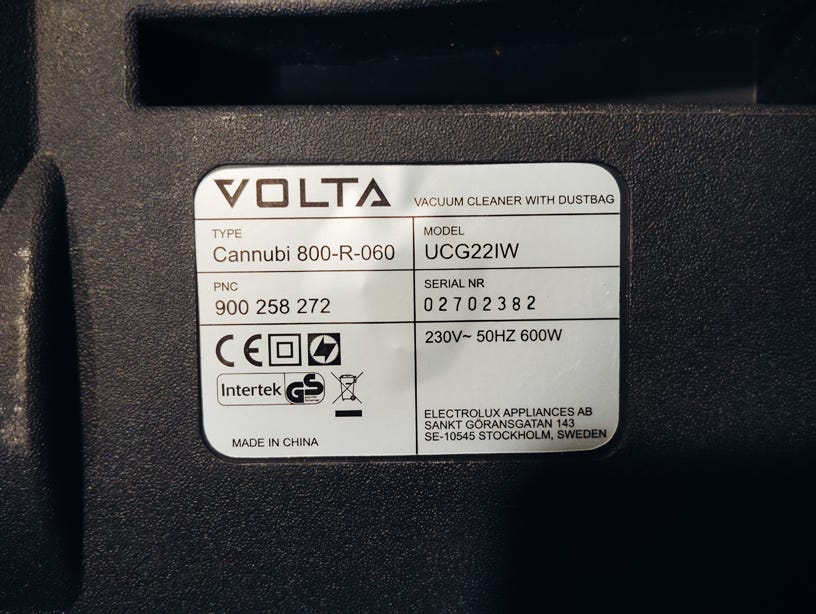 VOLTA VACUUM CLEANER WITH DUSTBAG
TYPE
Cannubi 800-R-060
MODEL
UCG22IW
PNC
900 258 272
SERIAL NR
02702382
CE
Intertek GS
MADE IN CHINA
230V~ 50HZ 600W
ELECTROLUX APPLIANCES AB
SANKT GÖRANSGATAN 143
SE-10545 STOCKHOLM, SWEDEN